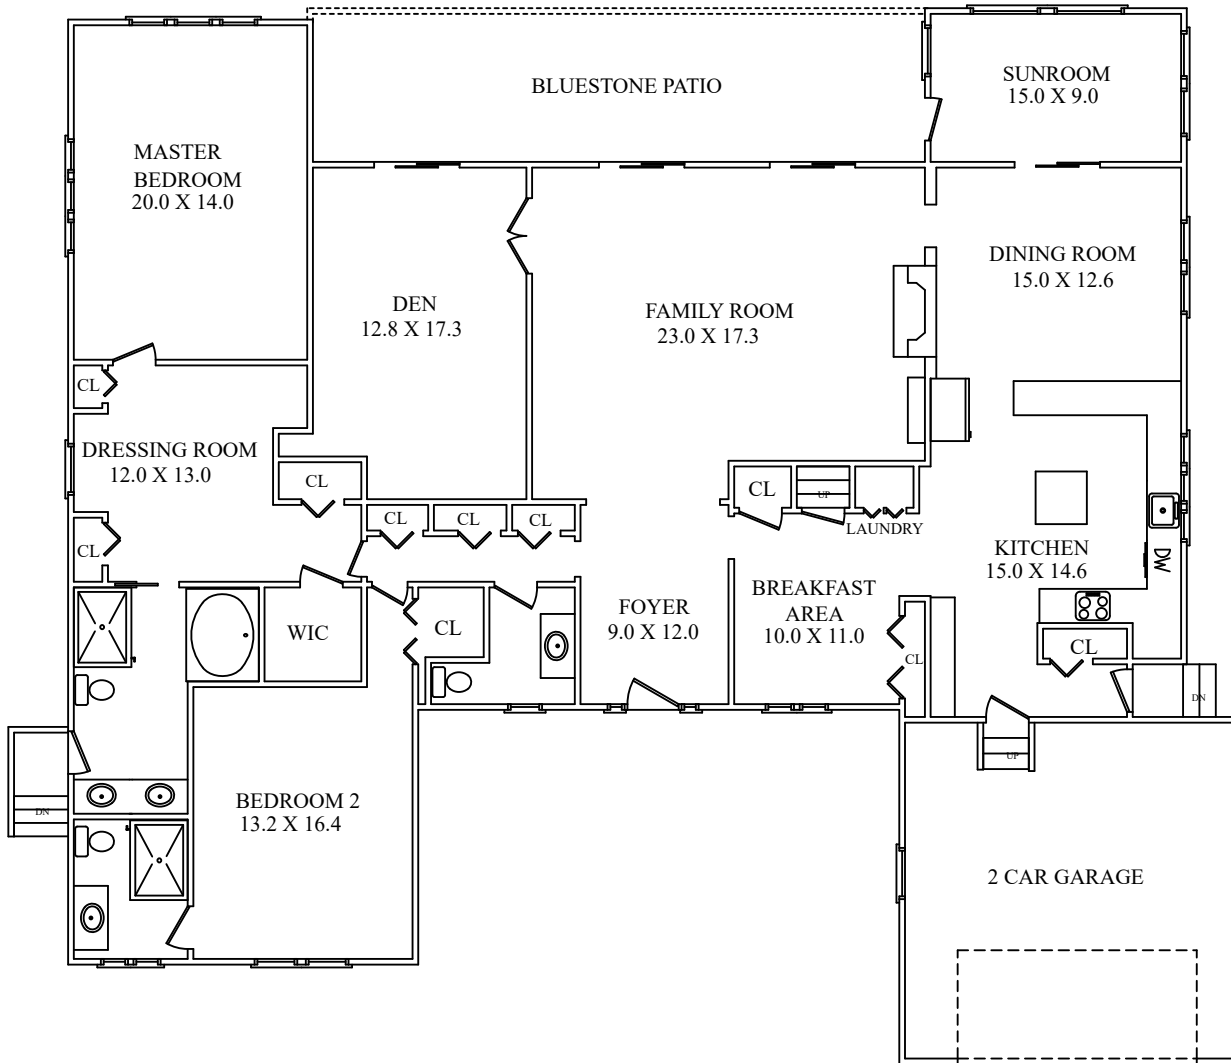 SUNROOM
15.0 X 9.0
BLUESTONE PATIO
MASTER
BEDROOM
20.0 X 14.0
DINING ROOM
15.0 X 12.6
DEN
12.8 X 17.3
FAMILY ROOM
23.0 X 17.3
CL
DRESSING ROOM
12.0 X 13.0
CL
CL
UP
CL
CL
CL
LAUNDRY
CL
KITCHEN
15.0 X 14.6
DW
BREAKFAST
AREA
10.0 X 11.0
FOYER
9.0 X 12.0
WIC
CL
CL
CL
DN
UP
DN
BEDROOM 2
13.2 X 16.4
2 CAR GARAGE